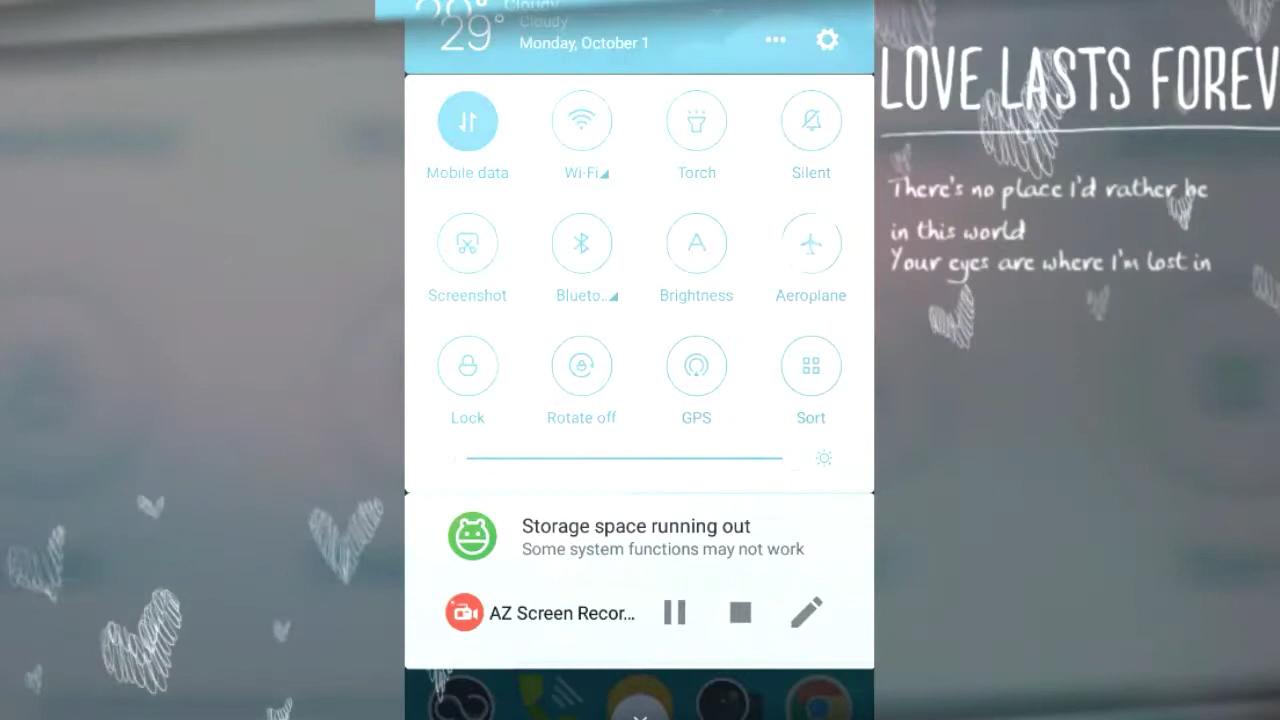 Cloudy
29°
Cloudy
Monday, October 1
Mobile data
Wi-Fi
Torch
Silent
Screenshot
Blueto..
Brightness
Aeroplane
Lock
Rotate off
GPS
Sort
Storage space running out
Some system functions may not work
AZ Screen Recor...
LOVE LASTS FOREV
There's no place I'd rather be
in this world
Your eyes are where I'm lost in